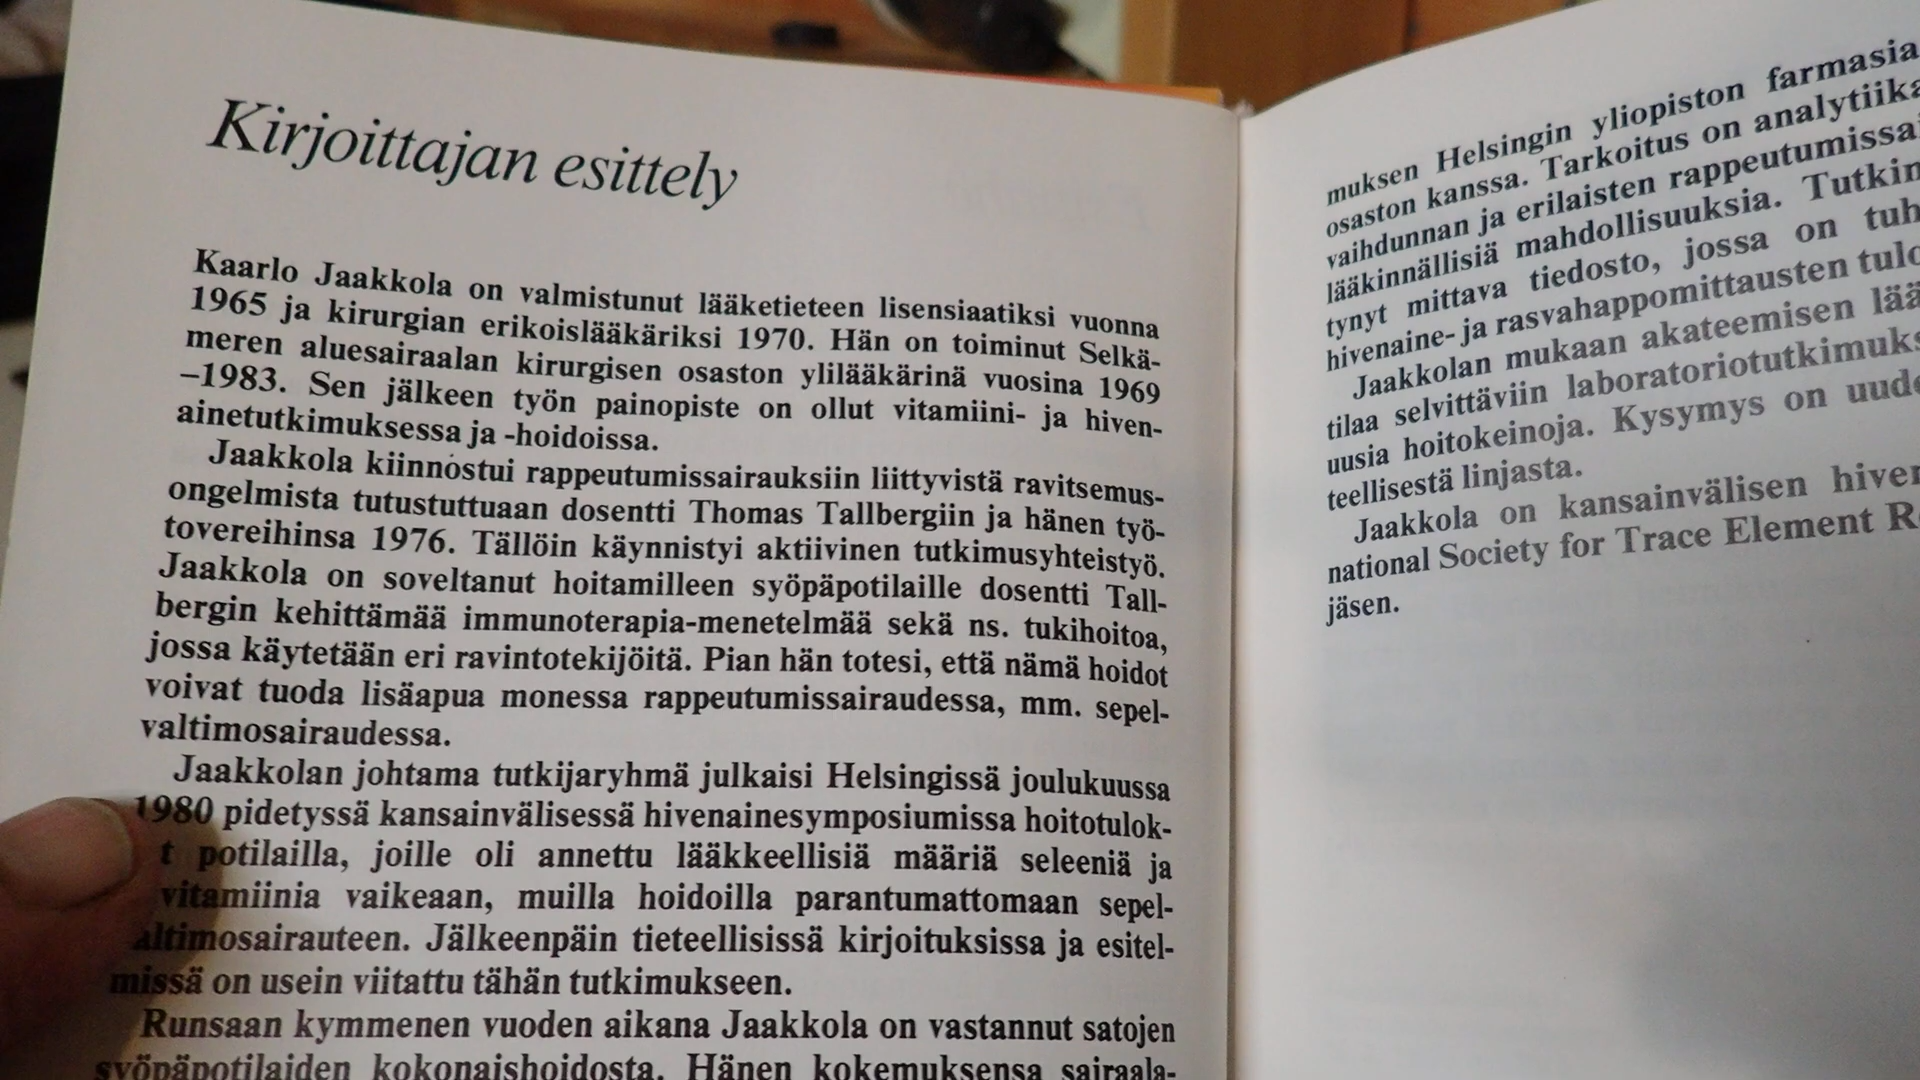 Kirjoittajan esittely
Kaarlo Jaakkola on valmistunut lääketieteen lisensiaatiksi vuonna
1965 ja kirurgian erikoislääkäriksi 1970. Hän on toiminut Selkä-
meren aluesairaalan kirurgisen osaston ylilääkärinä vuosina 1969
–1983. Sen jälkeen työn painopiste on ollut vitamiini- ja hiven-
ainetutkimuksessa ja -hoidoissa.
Jaakkola kiinnostui rappeutumissairauksiin liittyvistä ravitsemus-
ongelmista tutustuttuaan dosentti Thomas Tallbergiin ja hänen työ-
tovereihinsa 1976. Tällöin käynnistyi aktiivinen tutkimusyhteistyö.
Jaakkola on soveltanut hoitamilleen syöpäpotilaille dosentti Tall-
bergin kehittämää immunoterapia-menetelmää sekä ns. tukihoitoa,
jossa käytetään eri ravintotekijöitä. Pian hän totesi, että nämä hoidot
voivat tuoda lisäapua monessa rappeutumissairaudessa, mm. sepel-
valtimosairaudessa.
Jaakkolan johtama tutkijaryhmä julkaisi Helsingissä joulukuussa
1980 pidetyssä kansainvälisessä hivenainesymposiumissa hoitotulok-
t potilailla, joille oli annettu lääkkeellisiä määriä seleeniä ja
vitamiinia vaikeaan, muilla hoidoilla parantumattomaan sepel-
altimosairauteen. Jälkeenpäin tieteellisissä kirjoituksissa ja esitel-
missä on usein viitattu tähän tutkimukseen.
Runsaan kymmenen vuoden aikana Jaakkola on vastannut satojen
syöpäpotilaiden kokonaishoidosta. Hänen kokemuksensa sairaala-
muksen Helsingin yliopiston farmasia
osaston kanssa. Tarkoitus on analytiika
vaihdunnan ja erilaisten rappeutumissai
lääkinnällisiä mahdollisuuksia. Tutkin
tynyt mittava tiedosto, jossa on tuh
hivenaine- ja rasvahappomittausten tulo
Jaakkolan mukaan akateemisen lää
tilaa selvittäviin laboratoriotutkimuks
uusia hoitokeinoja. Kysymys on uude
teellisestä linjasta.
Jaakkola on kansainvälisen hiven
national Society for Trace Element R
jäsen.